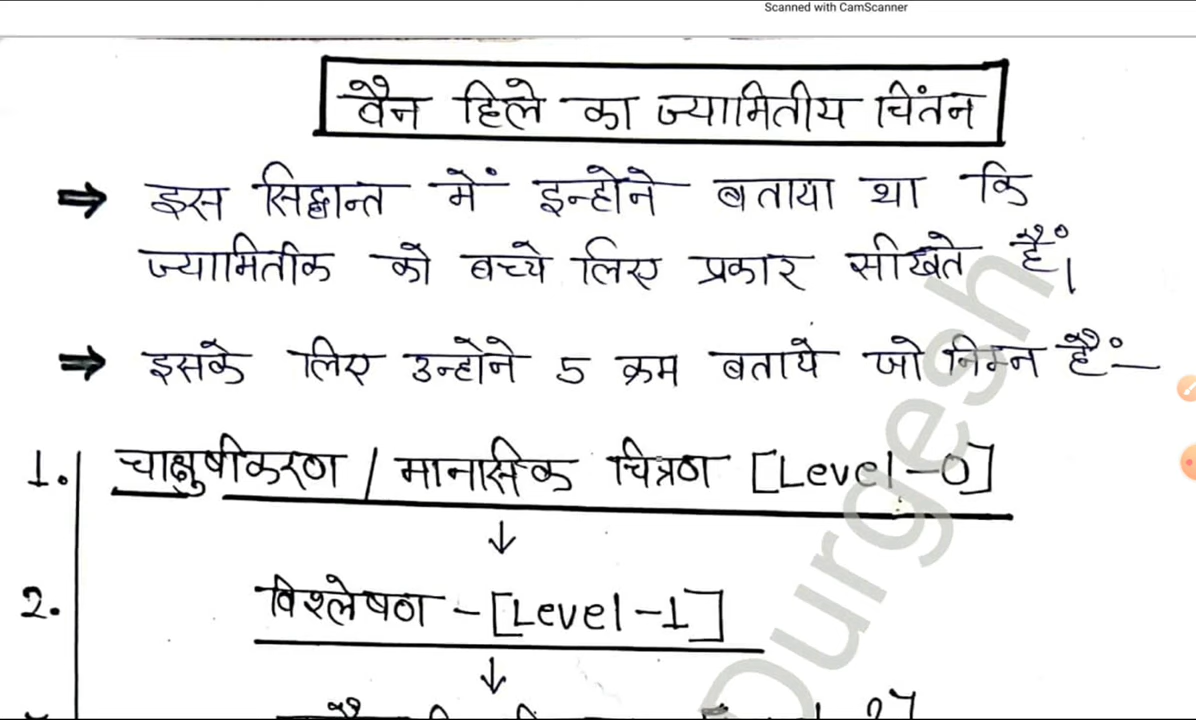 Scanned with CamScanner
वैन हिले का ज्यामितीय चिंतन
⇒ इस सिद्धान्त में इन्होने बताया था कि
ज्यामितीक को बच्चे लिए प्रकार सीखते हैं।
⇒ इसके लिए उन्होने 5 क्रम बताये जो निम्न हैं:-
1. चाक्षुषीकरण / मानसिक चित्रण [Level-0]
↓
2. विश्लेषण - [Level-1]
↓
Durgesh